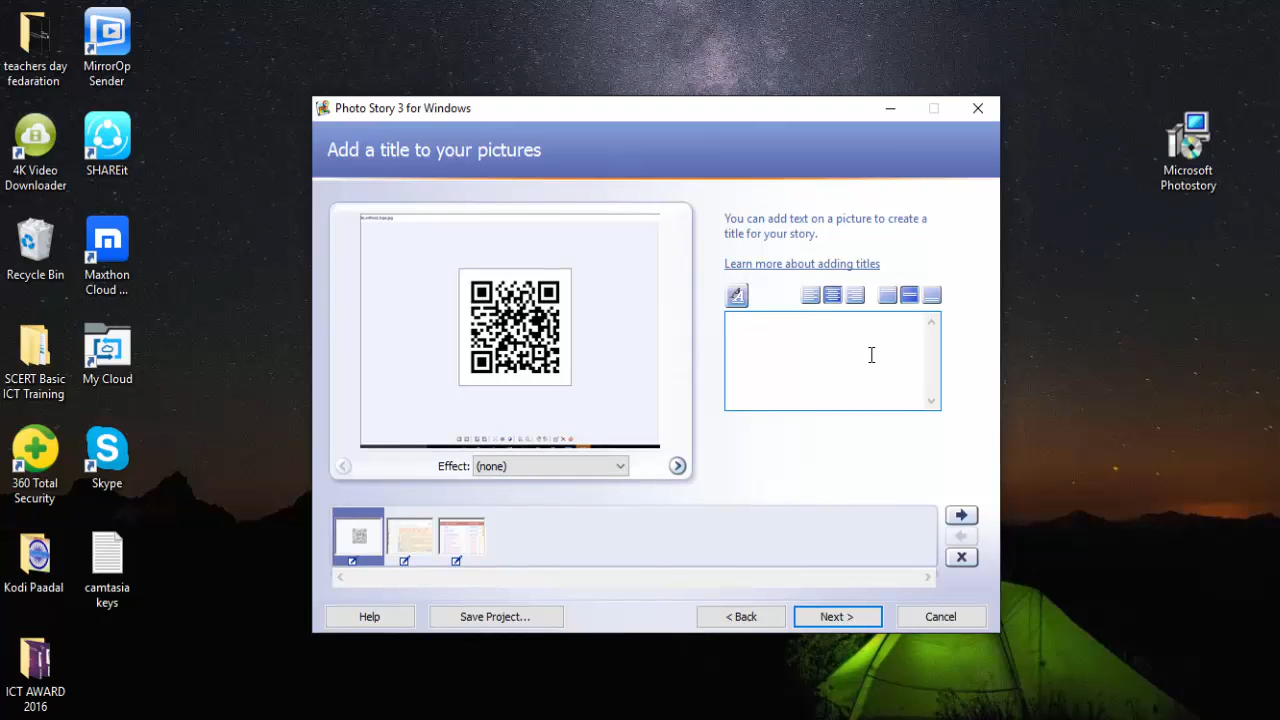 teachers day
fedaration
MirrorOp
Sender
4K Video
Downloader
SHAREit
Recycle Bin
Maxthon
Cloud ...
SCERT Basic
ICT Training
My Cloud
360 Total
Security
Skype
Kodi Paadal
camtasia
keys
ICT AWARD
2016
Microsoft
Photostory
Photo Story 3 for Windows
Add a title to your pictures
You can add text on a picture to create a
title for your story.
Learn more about adding titles
Effect: (none)
Help
Save Project...
< Back
Next >
Cancel